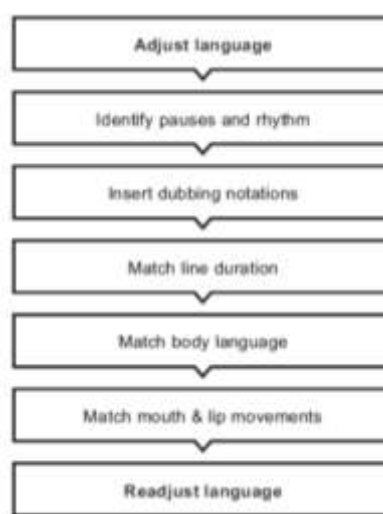 Adjust language
Identify pauses and rhythm
Insert dubbing notations
Match line duration
Match body language
Match mouth & lip movements
Readjust language